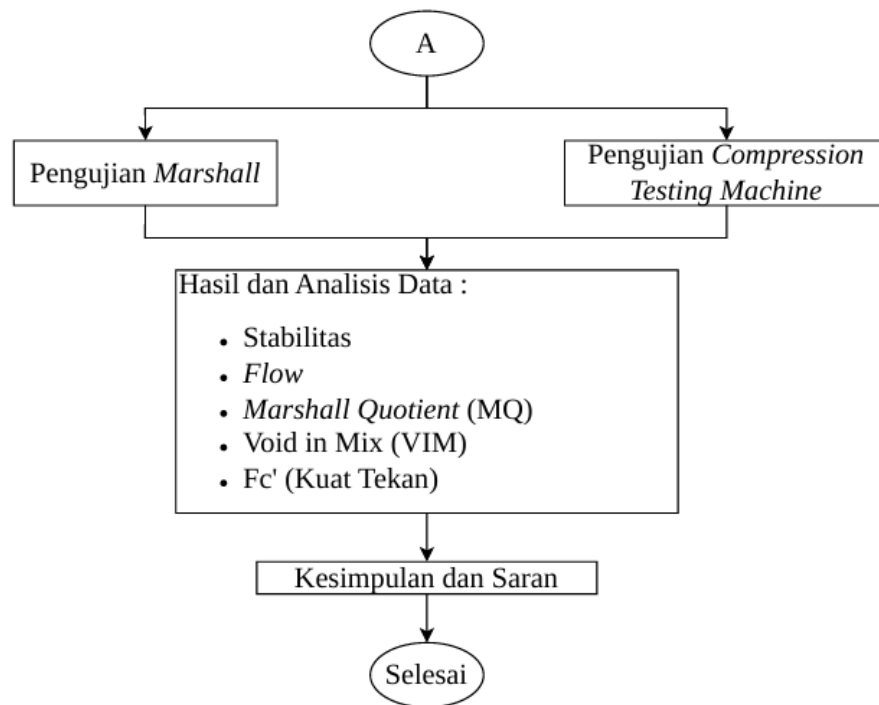 A
Pengujian Marshall
Pengujian Compression
Testing Machine
Hasil dan Analisis Data :
• Stabilitas
• Flow
• Marshall Quotient (MQ)
• Void in Mix (VIM)
• Fc' (Kuat Tekan)
Kesimpulan dan Saran
Selesai